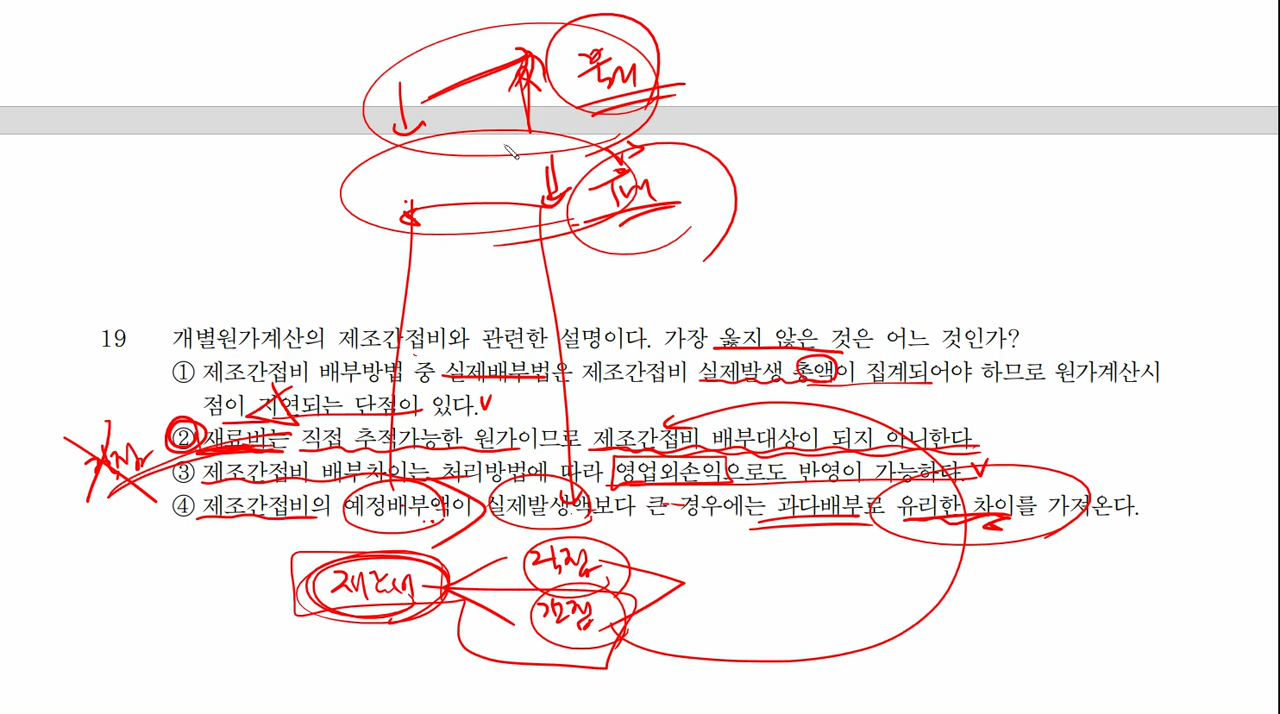 19 개별원가계산의 제조간접비와 관련한 설명이다. 가장 옳지 않은 것은 어느 것인가?
① 제조간접비 배부방법 중 실제배부법은 제조간접비 실제발생 총액이 집계되어야 하므로 원가계산시
점이 지연되는 단점이 있다.
② 재료비는 직접 추적가능한 원가이므로 제조간접비 배부대상이 되지 아니한다.
③ 제조간접비 배부차이는 처리방법에 따라 영업외손익으로도 반영이 가능하다.
④ 제조간접비의 예정배부액이 실제발생액보다 큰 경우에는 과다배부로 유리한 차이를 가져온다.
직접
간접